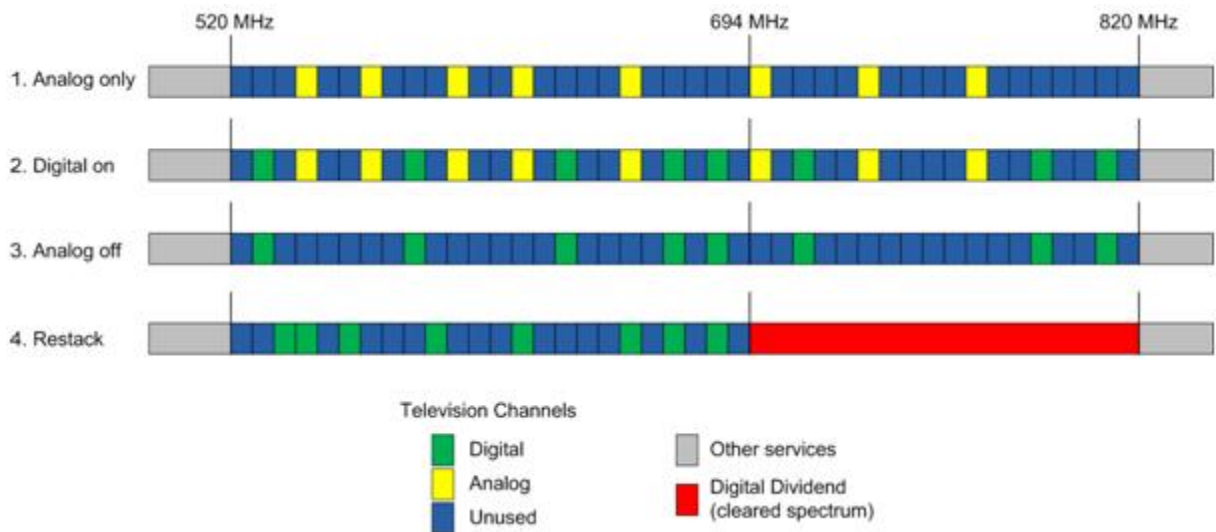 520 MHz 694 MHz 820 MHz
1. Analog only
2. Digital on
3. Analog off
4. Restack
Television Channels
Digital
Analog
Unused
Other services
Digital Dividend
(cleared spectrum)